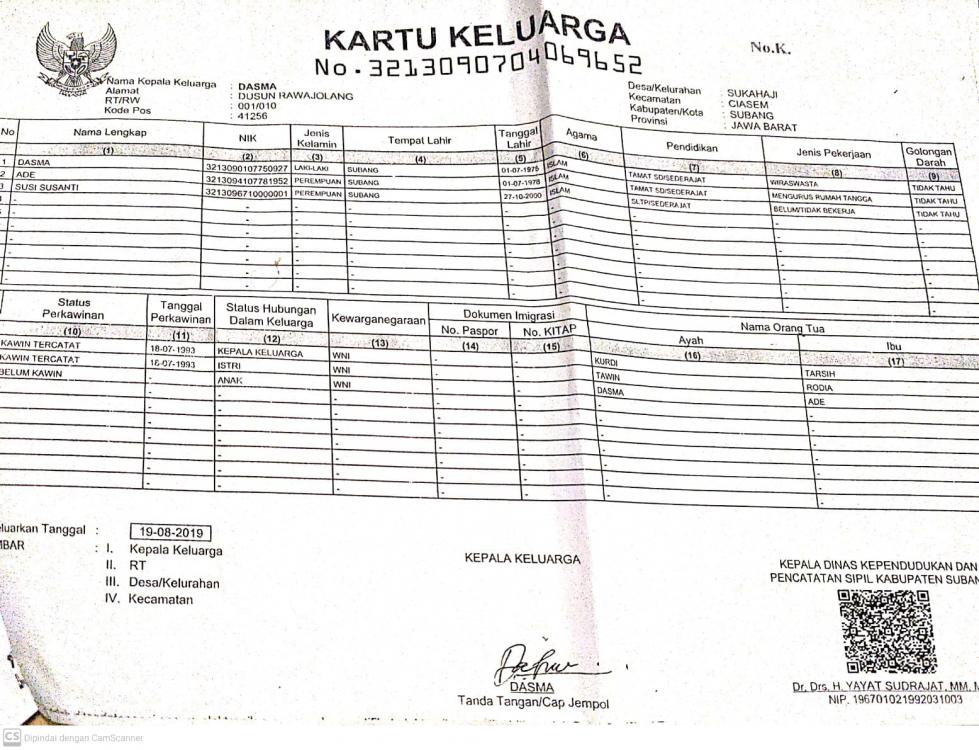 KARTU KELUARGA
No. 3213090704069652
No.K.
Nama Kepala Keluarga : DASMA
Alamat : DUSUN RAWAJOLANG
RT/RW : 001/010
Kode Pos : 41256
Desa/Kelurahan : SUKAHAJI
Kecamatan : CIASEM
Kabupaten/Kota : SUBANG
Provinsi : JAWA BARAT
No Nama Lengkap NIK Jenis Kelamin Tempat Lahir Tanggal Lahir Agama Pendidikan Jenis Pekerjaan Golongan Darah
(1) (2) (3) (4) (5) (6) (7) (8) (9)
1 DASMA 3213090107750927 LAKI-LAKI SUBANG 01-07-1975 ISLAM TAMAT SD/SEDERAJAT WIRASWASTA TIDAK TAHU
2 ADE 3213094107781952 PEREMPUAN SUBANG 01-07-1978 ISLAM TAMAT SD/SEDERAJAT MENGURUS RUMAH TANGGA TIDAK TAHU
3 SUSI SUSANTI 3213096710000001 PEREMPUAN SUBANG 27-10-2000 ISLAM SLTP/SEDERAJAT BELUM/TIDAK BEKERJA TIDAK TAHU
Status Perkawinan Tanggal Perkawinan Status Hubungan Dalam Keluarga Kewarganegaraan Dokumen Imigrasi Nama Orang Tua
No. Paspor No. KITAP Ayah Ibu
(10) (11) (12) (13) (14) (15) (16) (17)
KAWIN TERCATAT 18-07-1993 KEPALA KELUARGA WNI - - KURDI TARSIH
KAWIN TERCATAT 18-07-1993 ISTRI WNI - - TAWIN RODIA
BELUM KAWIN - ANAK WNI - - DASMA ADE
eluarkan Tanggal : 19-08-2019
MBAR : I. Kepala Keluarga
II. RT
III. Desa/Kelurahan
IV. Kecamatan
KEPALA KELUARGA
DASMA
Tanda Tangan/Cap Jempol
KEPALA DINAS KEPENDUDUKAN DAN
PENCATATAN SIPIL KABUPATEN SUBAN
Dr. Drs. H. YAYAT SUDRAJAT, MM, M
NIP. 196701021992031003
CS Dipindai dengan CamScanner